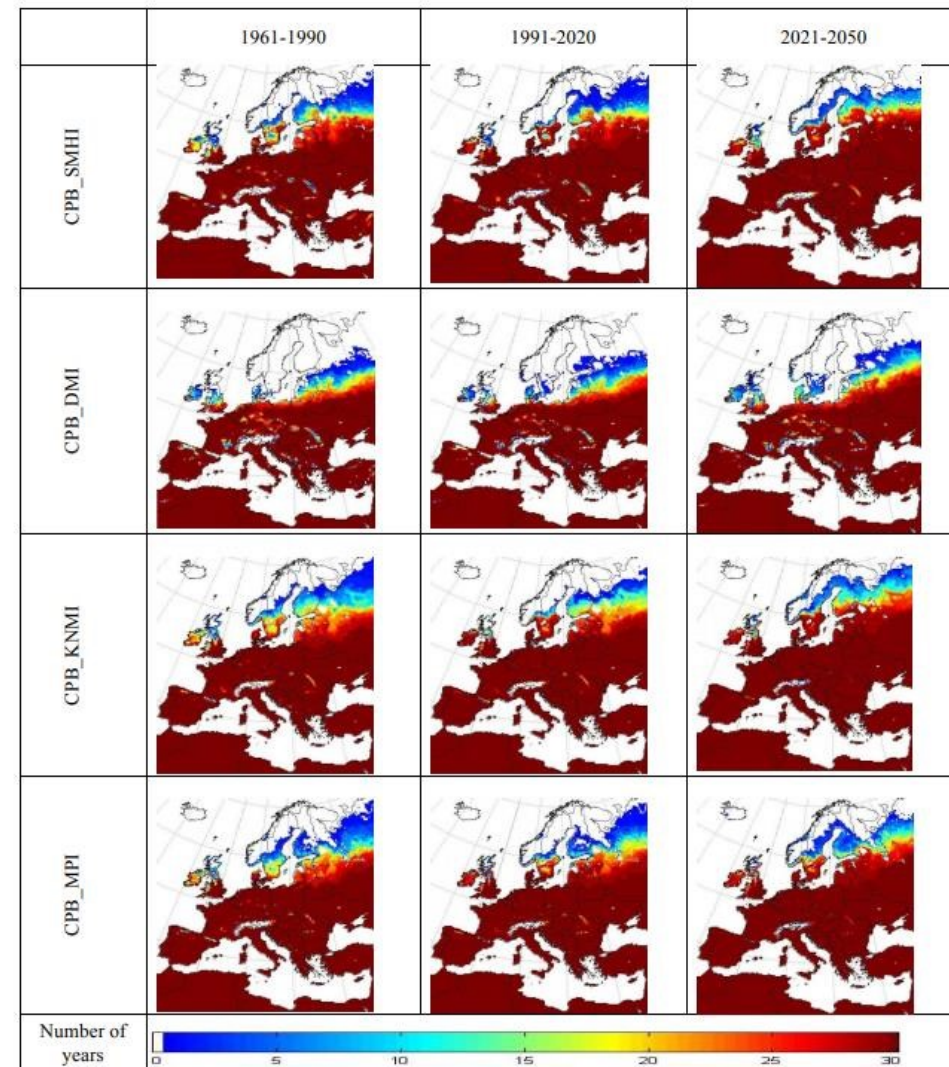 1961-1990
1991-2020
2021-2050
CPB_SMHI
CPB_DMI
CPB_KNMI
CPB_MPI
Number of
years
0 5 10 15 20 25 30